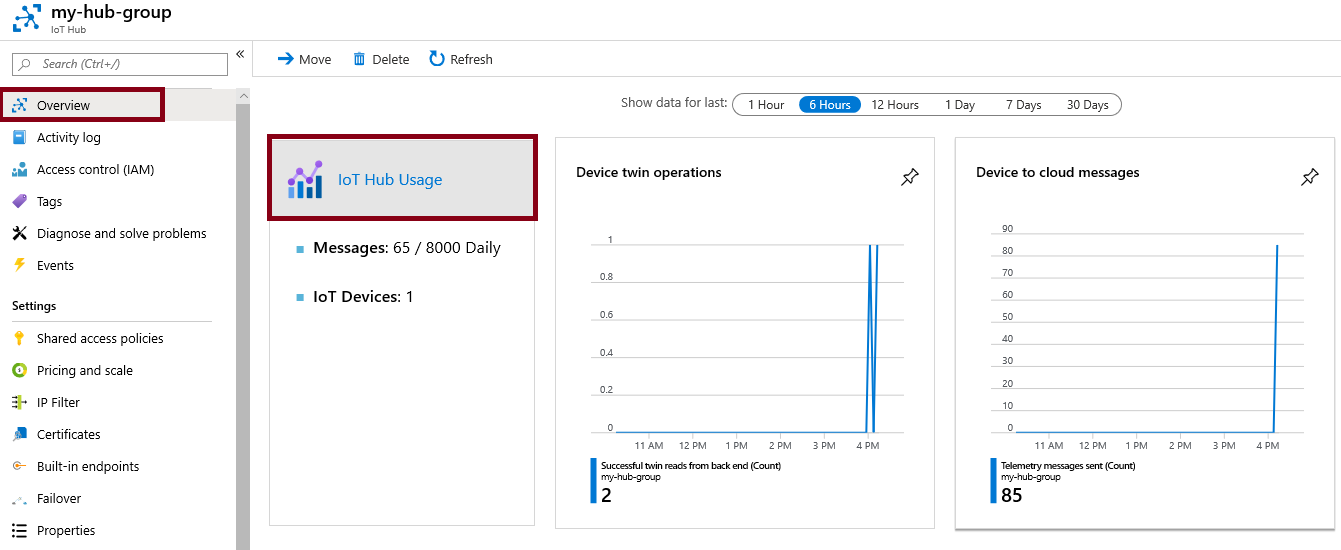 my-hub-group
IoT Hub
Search (Ctrl+/)
«
Overview
Activity log
Access control (IAM)
Tags
Diagnose and solve problems
Events
Settings
Shared access policies
Pricing and scale
IP Filter
Certificates
Built-in endpoints
Failover
Properties
Move Delete Refresh
Show data for last: 1 Hour 6 Hours 12 Hours 1 Day 7 Days 30 Days
IoT Hub Usage
Messages: 65 / 8000 Daily
IoT Devices: 1
Device twin operations
1
0.8
0.6
0.4
0.2
0
11 AM 12 PM 1 PM 2 PM 3 PM 4 PM
Successful twin reads from back end (Count)
my-hub-group
2
Device to cloud messages
90
80
70
60
50
40
30
20
10
0
11 AM 12 PM 1 PM 2 PM 3 PM 4 PM
Telemetry messages sent (Count)
my-hub-group
85